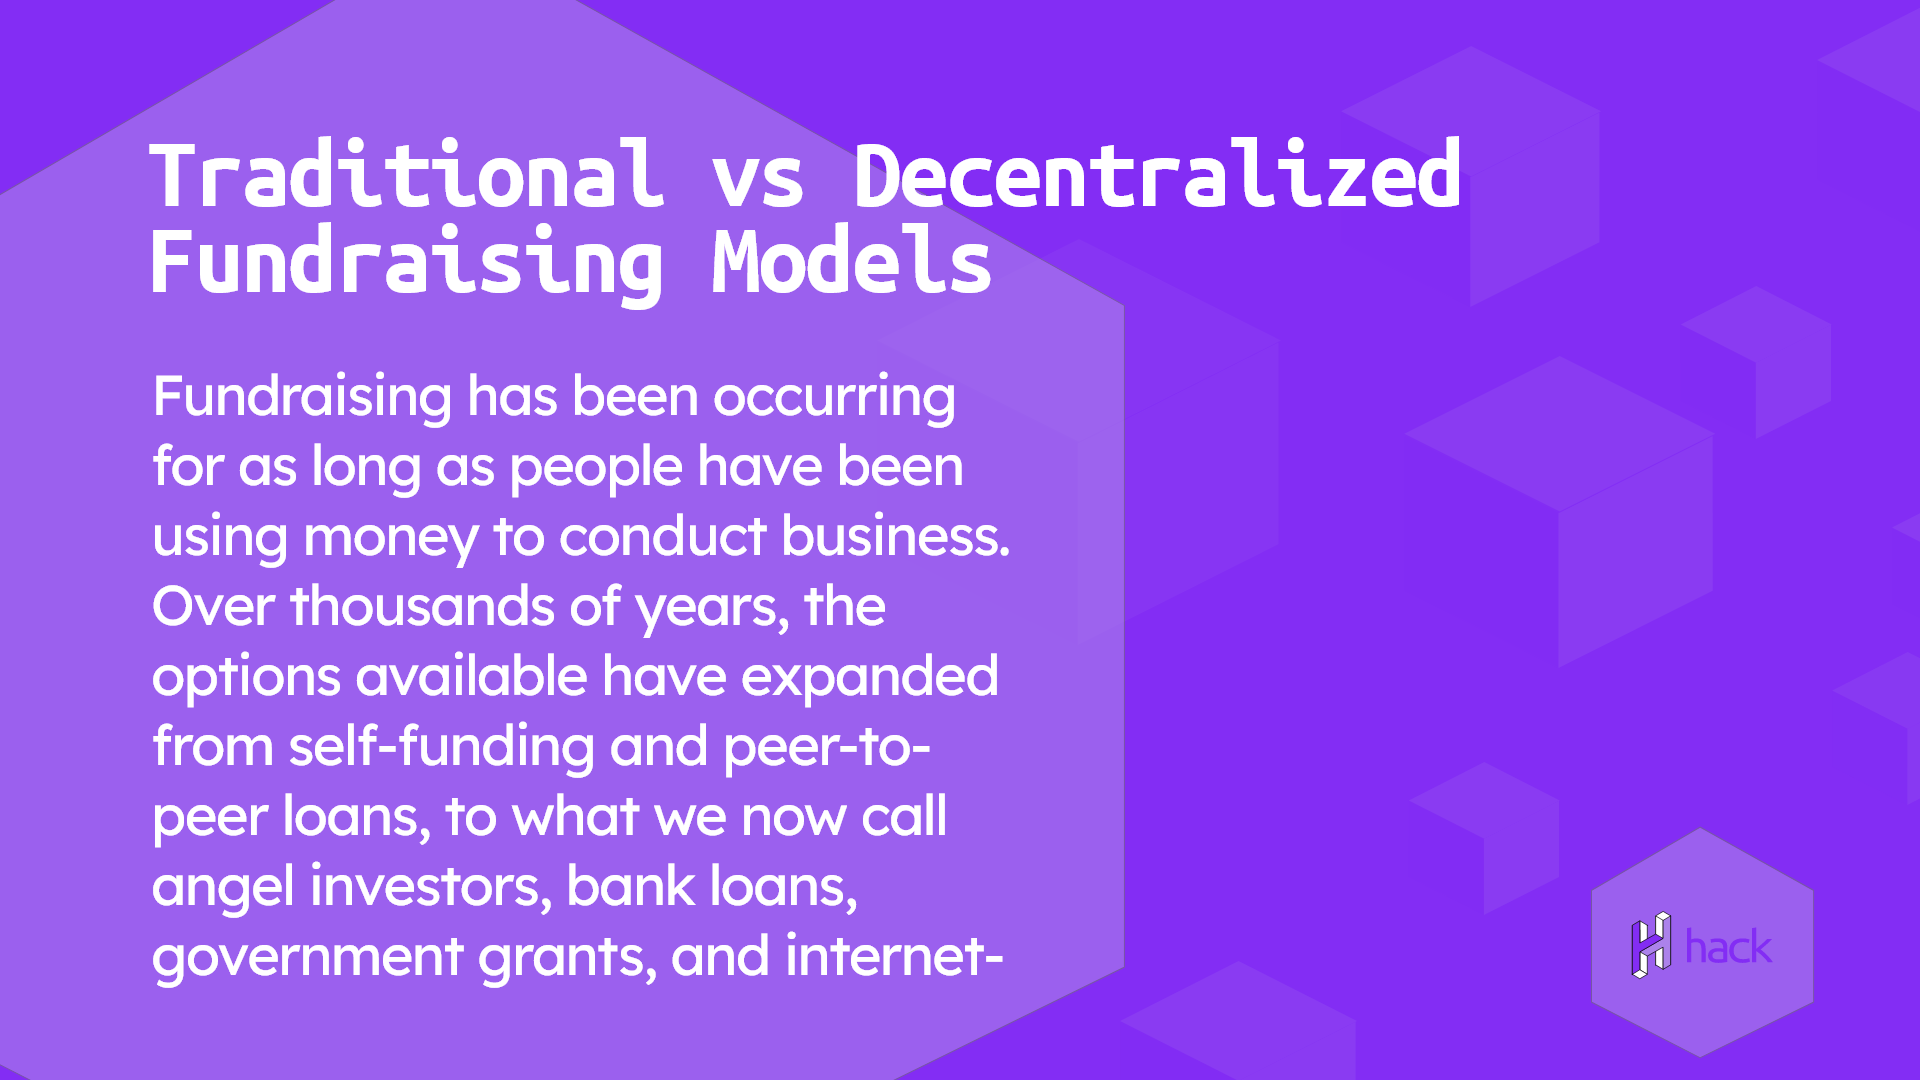 Traditional vs Decentralized
Fundraising Models
Fundraising has been occurring
for as long as people have been
using money to conduct business.
Over thousands of years, the
options available have expanded
from self-funding and peer-to-
peer loans, to what we now call
angel investors, bank loans,
government grants, and internet-
hack